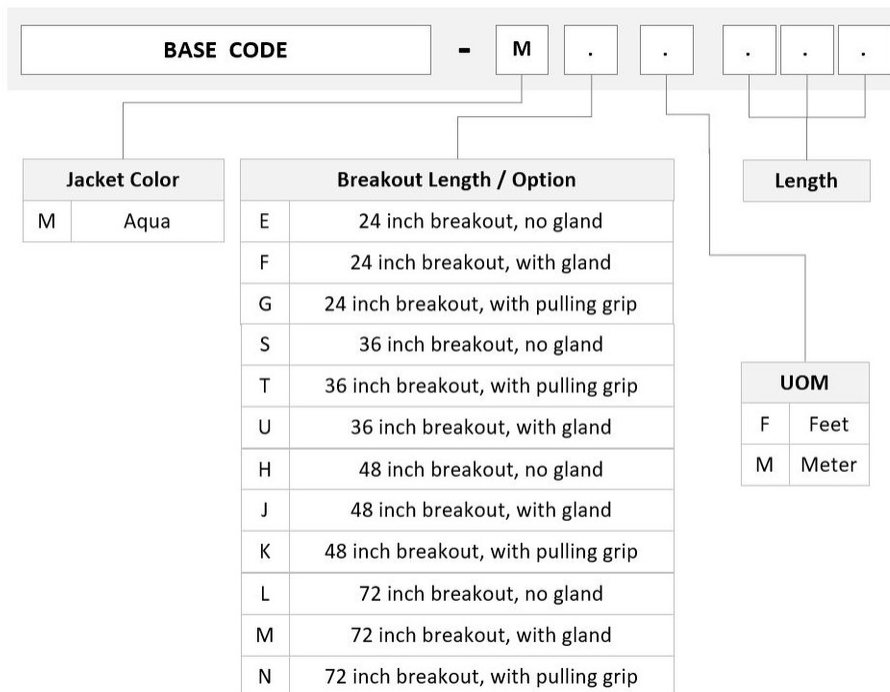 BASE CODE - M . . . . .
Jacket Color
M Aqua
Breakout Length / Option
E 24 inch breakout, no gland
F 24 inch breakout, with gland
G 24 inch breakout, with pulling grip
S 36 inch breakout, no gland
T 36 inch breakout, with pulling grip
U 36 inch breakout, with gland
H 48 inch breakout, no gland
J 48 inch breakout, with gland
K 48 inch breakout, with pulling grip
L 72 inch breakout, no gland
M 72 inch breakout, with gland
N 72 inch breakout, with pulling grip
Length
UOM
F Feet
M Meter